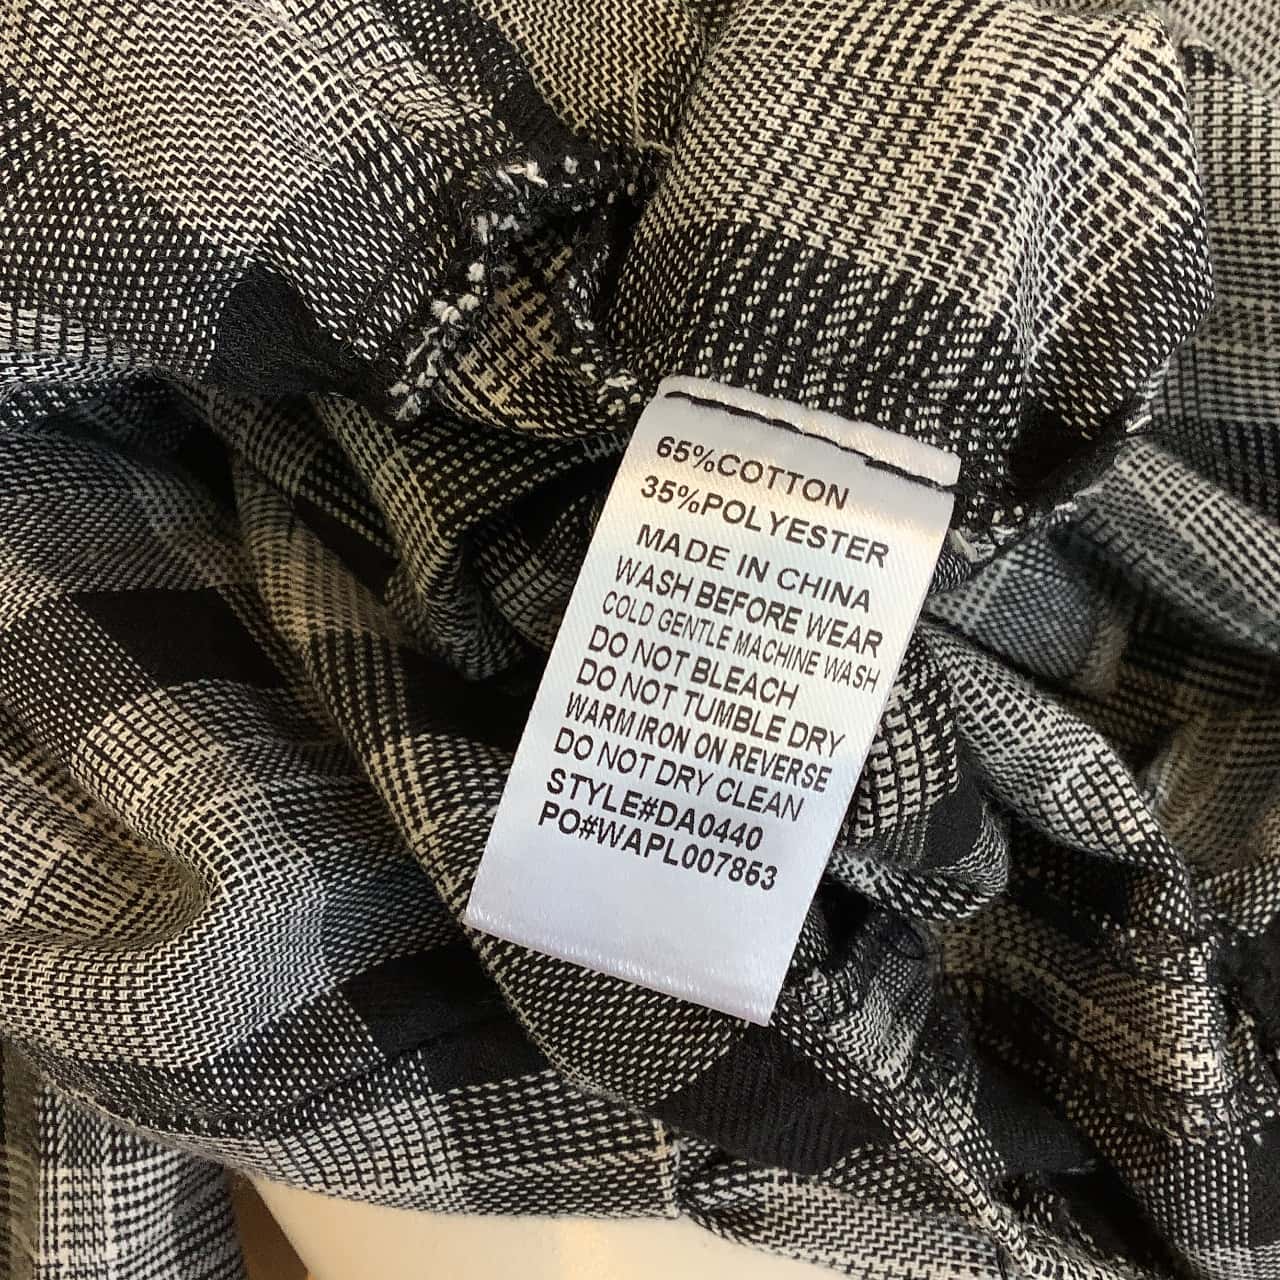 65%COTTON
35%POLYESTER
MADE IN CHINA
WASH BEFORE WEAR
COLD GENTLE MACHINE WASH
DO NOT BLEACH
DO NOT TUMBLE DRY
WARM IRON ON REVERSE
DO NOT DRY CLEAN
STYLE#DA0440
PO#WAPL007863